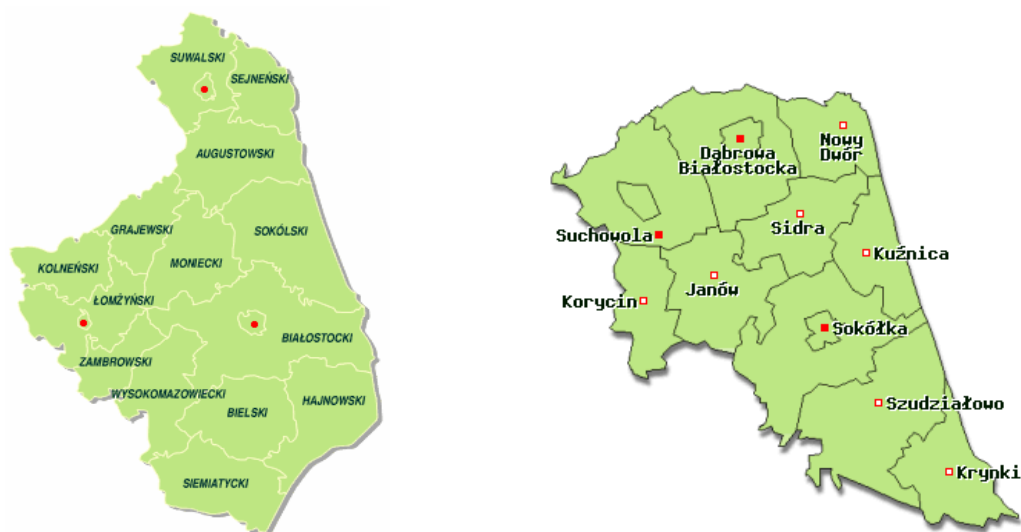 SUWALSKI
SEJNEŃSKI
AUGUSTOWSKI
GRAJEWSKI
SOKÓLSKI
MONIECKI
KOLNEŃSKI
ŁOMŻYŃSKI
BIAŁOSTOCKI
ZAMBROWSKI
WYSOKOMAZOWIECKI
HAJNOWSKI
BIELSKI
SIEMIATYCKI
Nowy
Dwór
Dąbrowa
Białostocka
Sidra
Suchowola
Kuźnica
Janów
Korycin
Sokółka
Szudziałowo
Krynki